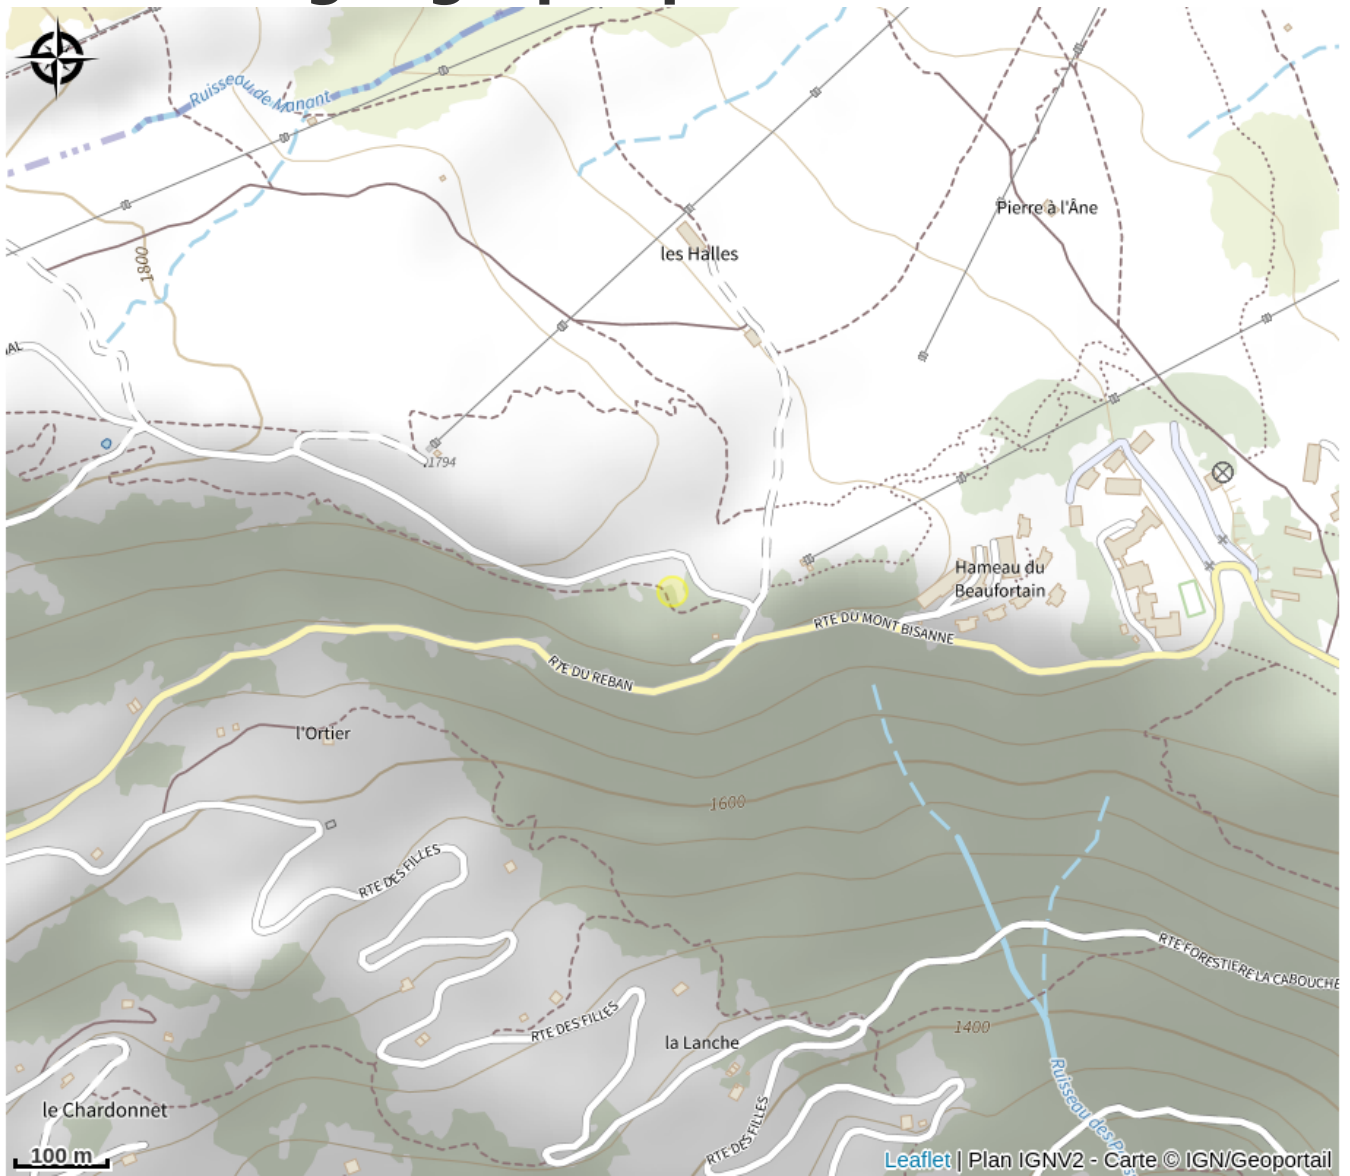 Ruisseau de Manant
Pierre à l'Âne
les Halles
1800
AL
1794
Hameau du
Beaufortain
RTE DU MONT BISANNE
RTE DU REBAN
l'Ortier
1600
RTE DES FILLES
RTE FORESTIERE LA CABOUCHE
RTE DES FILLES
1400
la Lanche
Ruisseau des
le Chardonnet
RTE DES FILLES
100 m
Leaflet | Plan IGNV2 - Carte © IGN/Geoportail